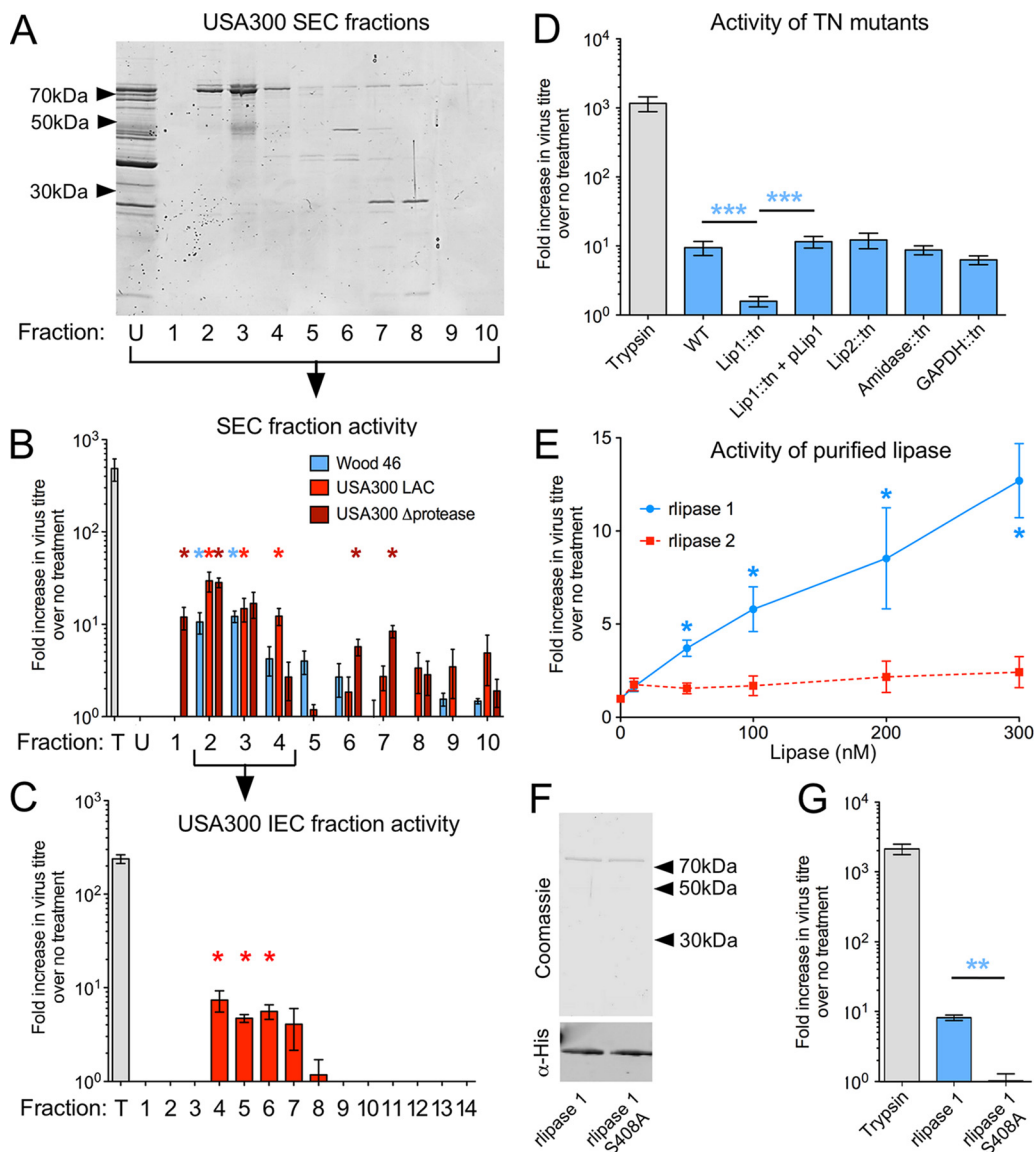 A
USA300 SEC fractions
70kDa
50kDa
30kDa
Fraction: U 1 2 3 4 5 6 7 8 9 10
B
SEC fraction activity
Fold increase in virus titre
over no treatment
10³
10²
10¹
10⁰
Wood 46
USA300 LAC
USA300 Δprotease
* * * * * * * * *
Fraction: T U 1 2 3 4 5 6 7 8 9 10
C
USA300 IEC fraction activity
Fold increase in virus titre
over no treatment
10³
10²
10¹
10⁰
* * *
Fraction: T 1 2 3 4 5 6 7 8 9 10 11 12 13 14
D
Activity of TN mutants
Fold increase in virus titre
over no treatment
10⁴
10³
10²
10¹
10⁰
*** ***
Trypsin
WT
Lip1::tn
Lip1::tn + pLip1
Lip2::tn
Amidase::tn
GAPDH::tn
E
Activity of purified lipase
Fold increase in virus titre
over no treatment
15
10
5
0
rlipase 1
rlipase 2
* * * *
0 100 200 300
Lipase (nM)
F
Coomassie
70kDa
50kDa
30kDa
α-His
rlipase 1
rlipase 1
S408A
G
Fold increase in virus titre
over no treatment
10⁴
10³
10²
10¹
10⁰
**
Trypsin
rlipase 1
rlipase 1
S408A